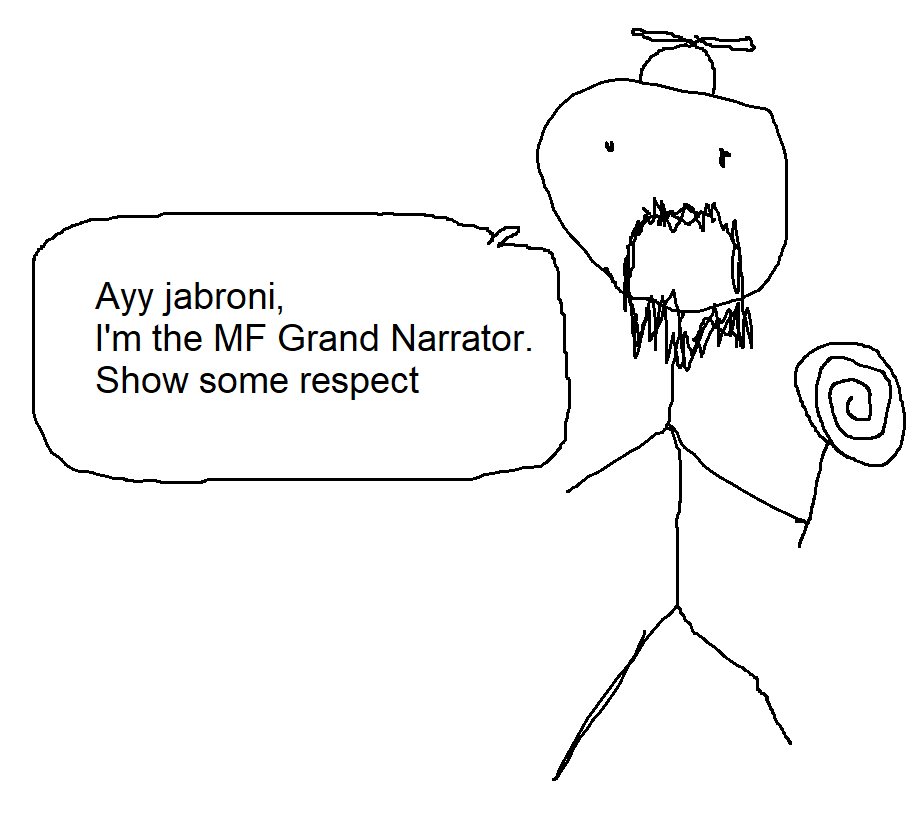 Ayy jabroni,
I'm the MF Grand Narrator.
Show some respect